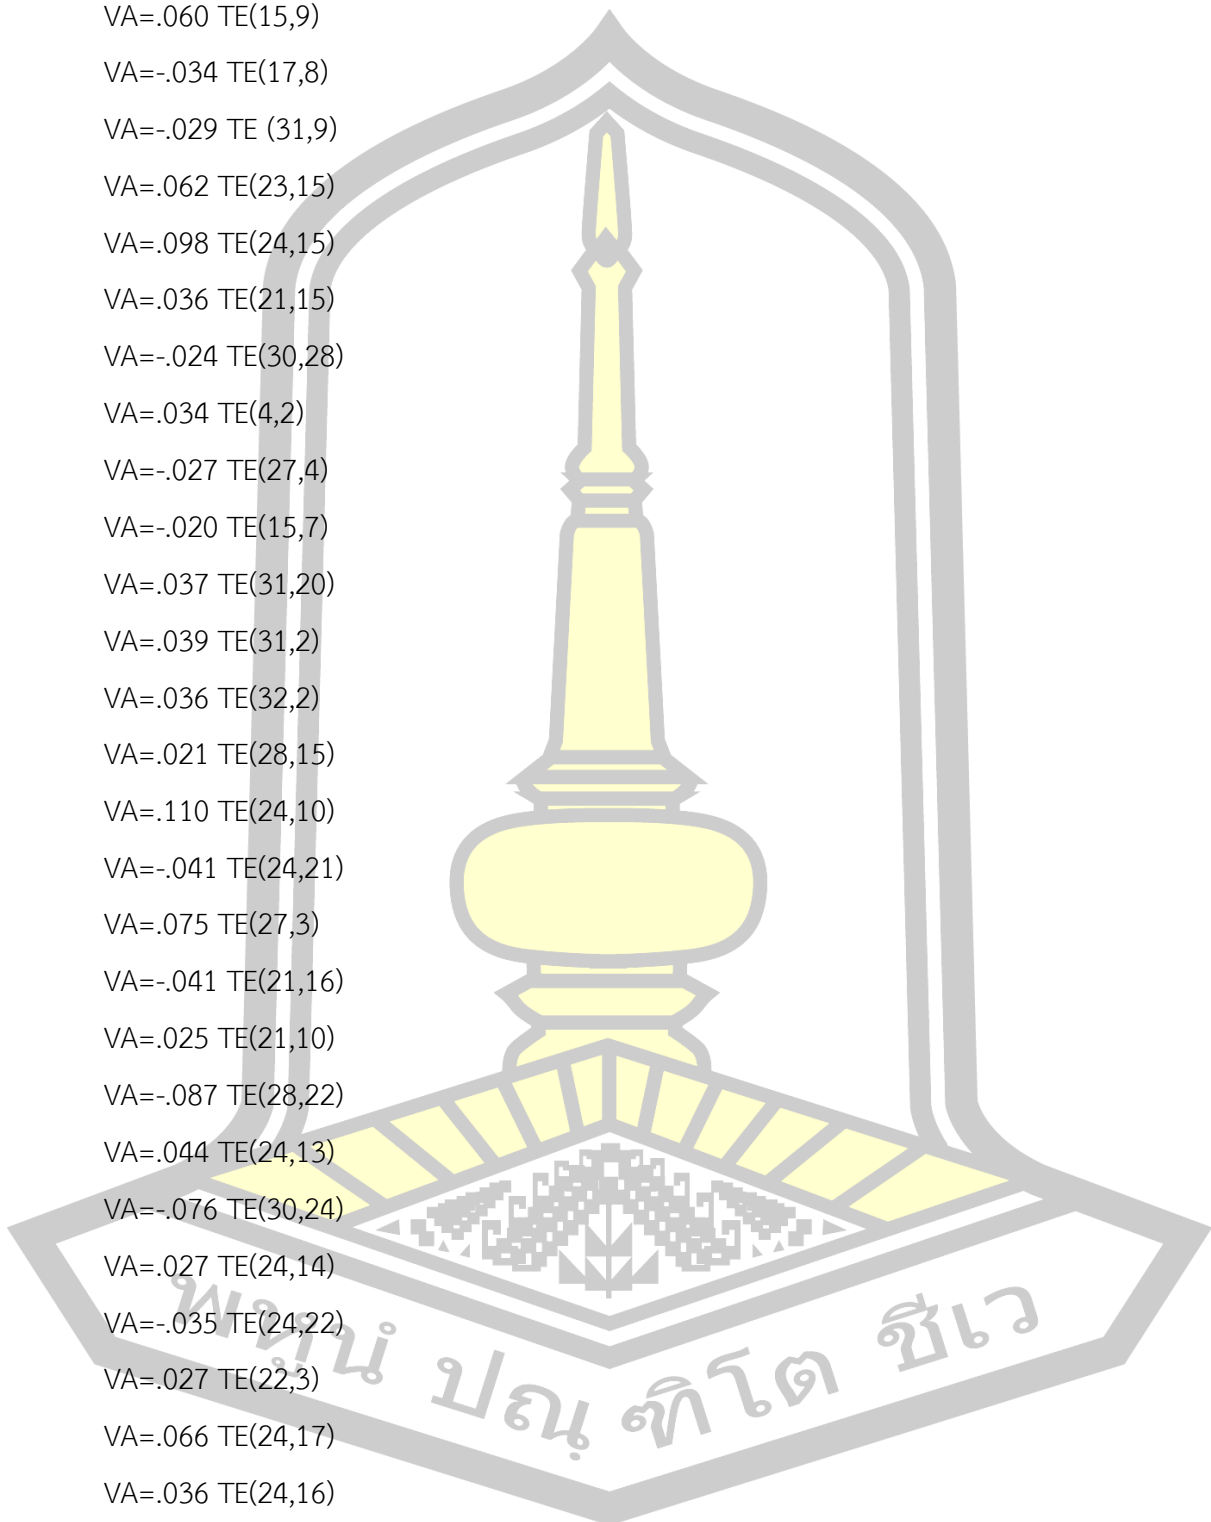 VA=.060 TE(15,9)
VA=-.034 TE(17,8)
VA=-.029 TE (31,9)
VA=.062 TE(23,15)
VA=.098 TE(24,15)
VA=.036 TE(21,15)
VA=-.024 TE(30,28)
VA=.034 TE(4,2)
VA=-.027 TE(27,4)
VA=-.020 TE(15,7)
VA=.037 TE(31,20)
VA=.039 TE(31,2)
VA=.036 TE(32,2)
VA=.021 TE(28,15)
VA=.110 TE(24,10)
VA=-.041 TE(24,21)
VA=.075 TE(27,3)
VA=-.041 TE(21,16)
VA=.025 TE(21,10)
VA=-.087 TE(28,22)
VA=.044 TE(24,13)
VA=-.076 TE(30,24)
VA=.027 TE(24,14)
VA=-.035 TE(24,22)
VA=.027 TE(22,3)
VA=.066 TE(24,17)
VA=.036 TE(24,16)
พหูนํ ปณฺ ฑิโต ชีเว